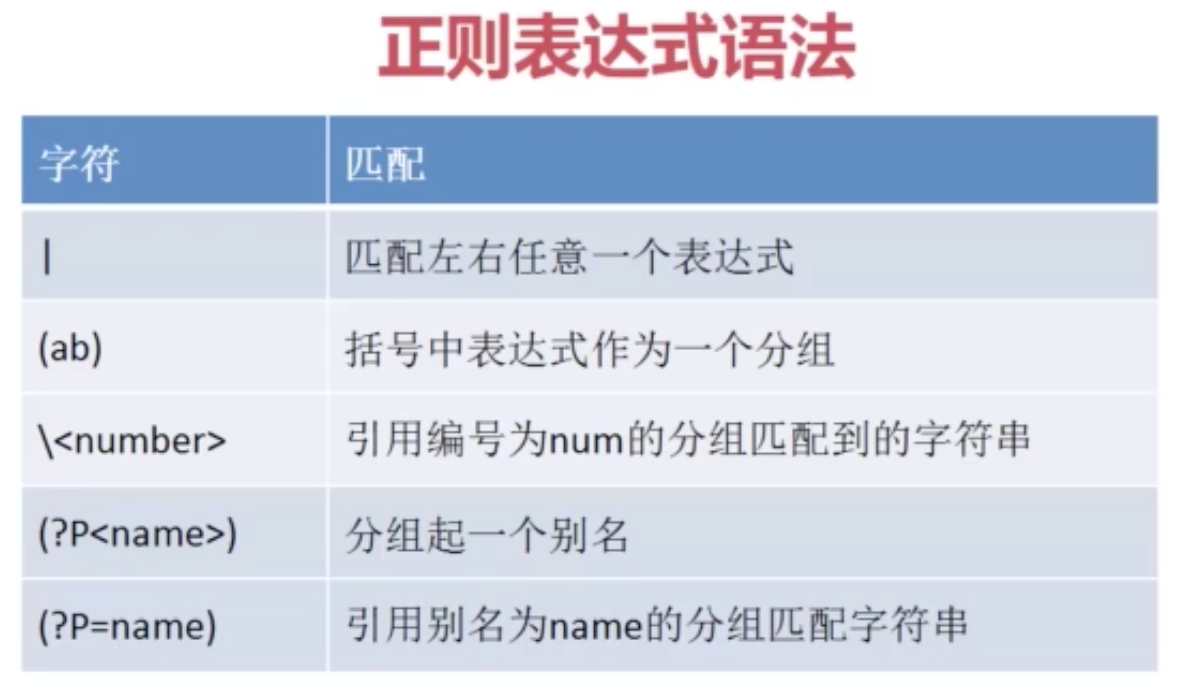 正则表达式语法
字符 匹配
| 匹配左右任意一个表达式
(ab) 括号中表达式作为一个分组
\<number> 引用编号为num的分组匹配到的字符串
(?P<name>) 分组起一个别名
(?P=name) 引用别名为name的分组匹配字符串